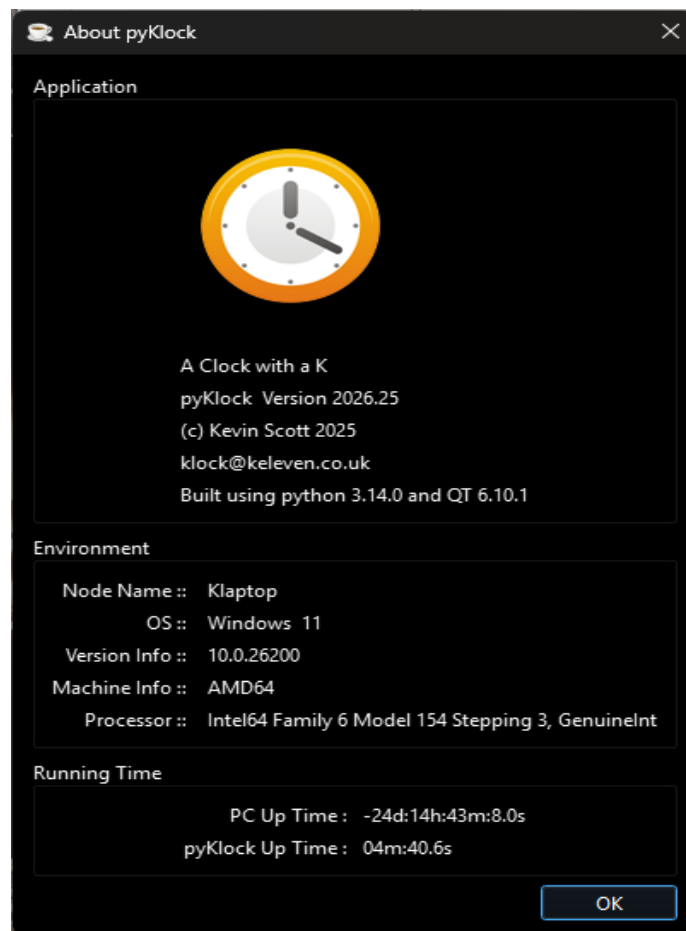 About pyKlock
Application
A Clock with a K
pyKlock  Version 2026.25
(c) Kevin Scott 2025
klock@keleven.co.uk
Built using python 3.14.0 and QT 6.10.1
Environment
Node Name :: Klaptop
OS :: Windows  11
Version Info :: 10.0.26200
Machine Info :: AMD64
Processor :: Intel64 Family 6 Model 154 Stepping 3, GenuineInt
Running Time
PC Up Time : -24d:14h:43m:8.0s
pyKlock Up Time : 04m:40.6s
OK